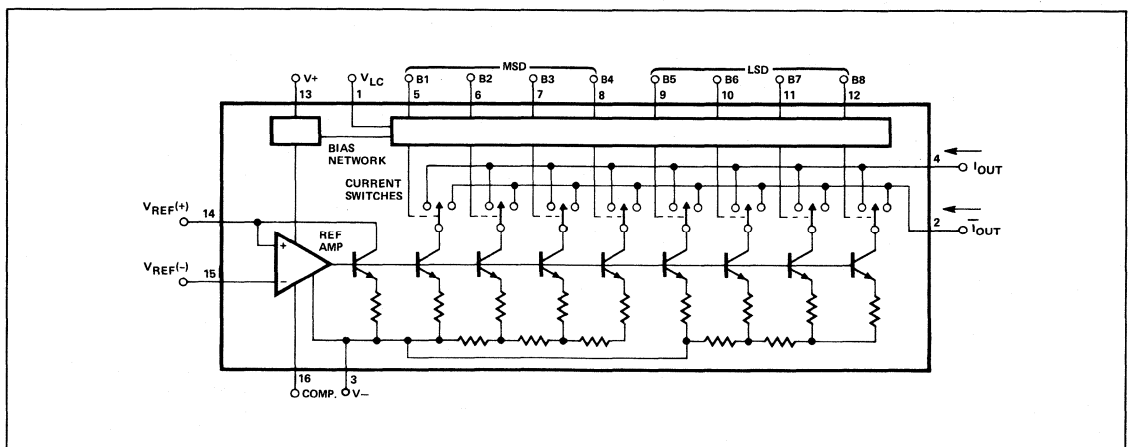 MSD
LSD
V+
VLC
B1
B2
B3
B4
B5
B6
B7
B8
13
1
5
6
7
8
9
10
11
12
BIAS
NETWORK
CURRENT
SWITCHES
4
IOUT
2
IOUT
VREF(+)
14
REF
AMP
+
−
VREF(−)
15
16
3
COMP.
V−